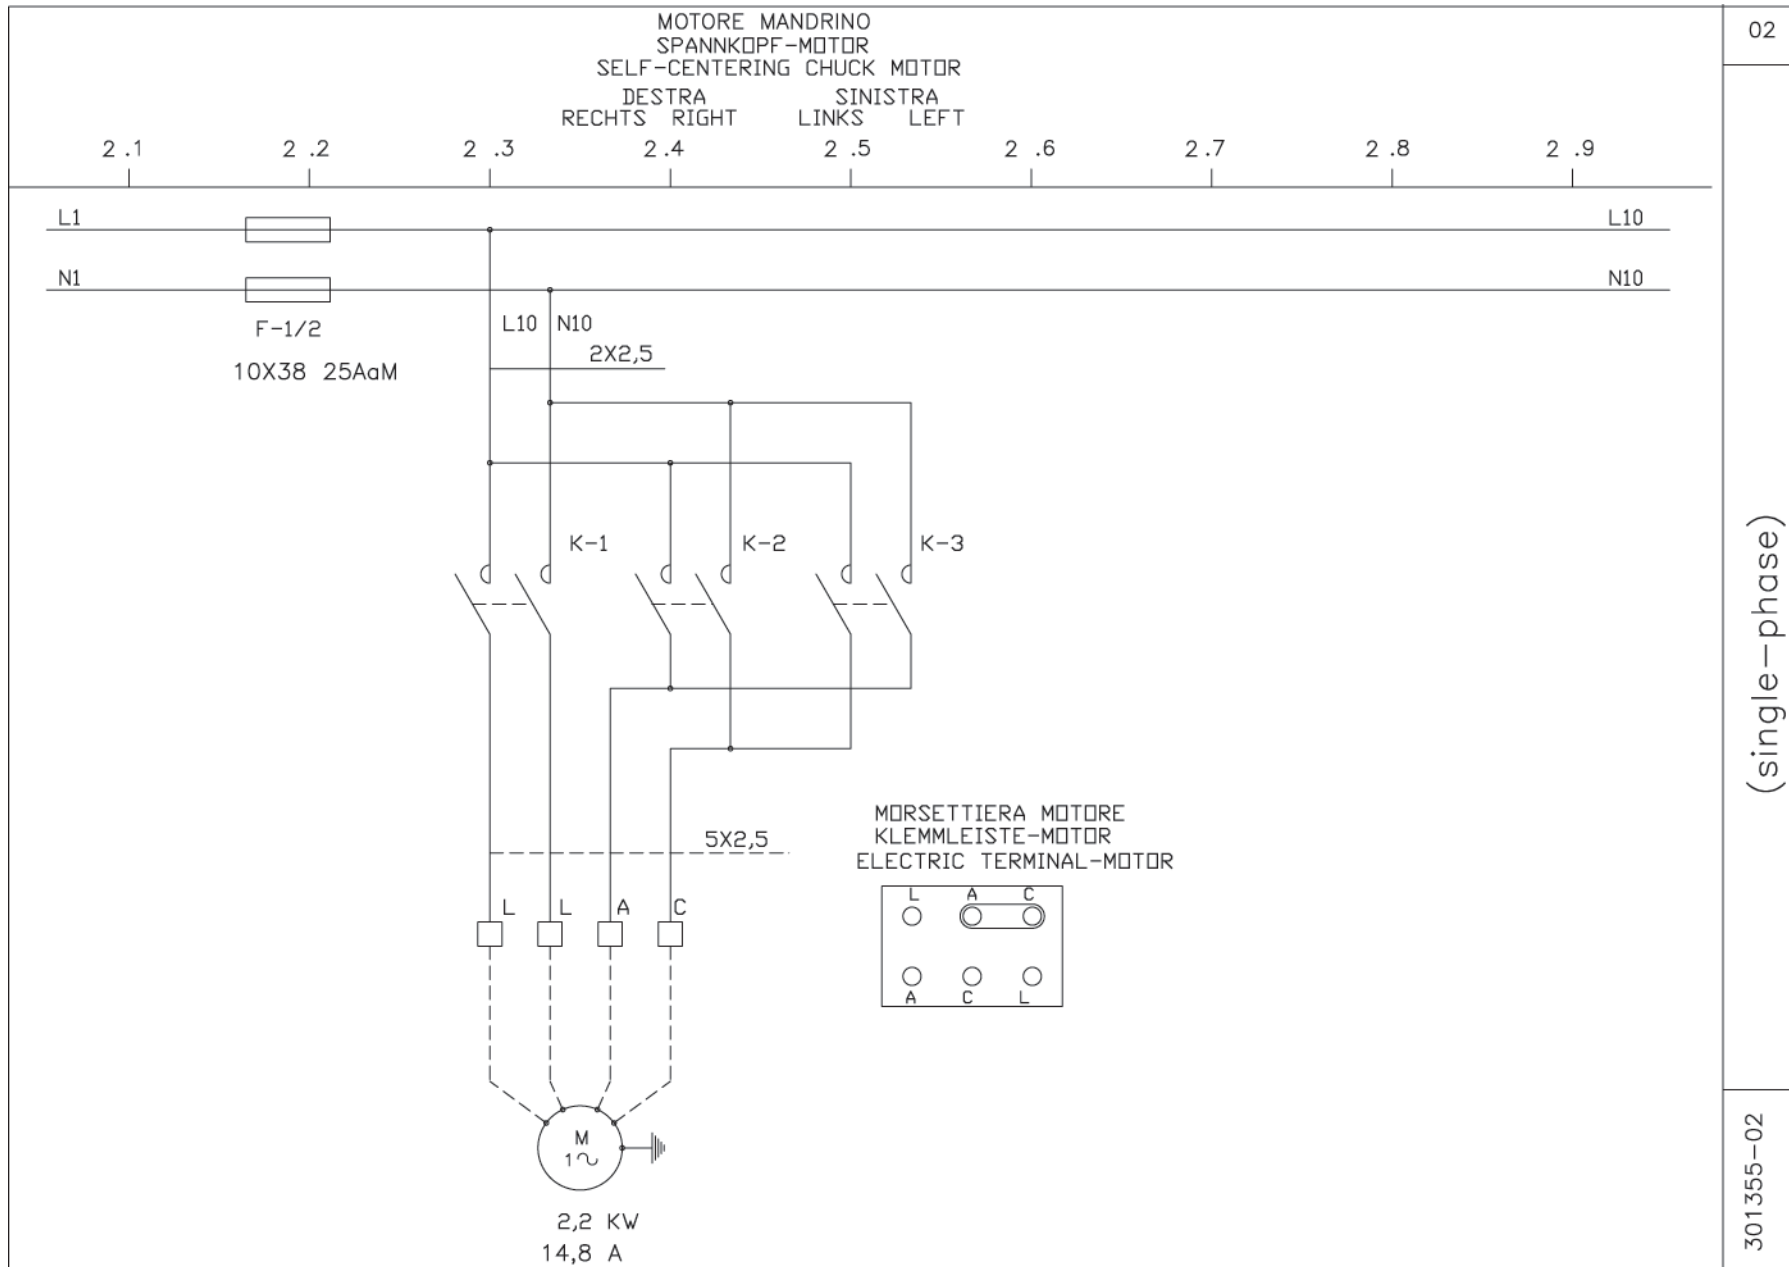 MOTORE MANDRINO
SPANNKOPF-MOTOR
SELF-CENTERING CHUCK MOTOR
DESTRA SINISTRA
RECHTS RIGHT LINKS LEFT
02
2 .1 2 .2 2 .3 2.4 2 .5 2 .6 2.7 2 .8 2 .9
L1 L10
N1 N10
F-1/2
L10 N10
2X2,5
10X38 25AaM
K-1 K-2 K-3
(single-phase)
5X2,5
MORSETTIERA MOTORE
KLEMMLEISTE-MOTOR
ELECTRIC TERMINAL-MOTOR
L A C
L L A C
A C L
M
1~
2,2 KW
14,8 A
301355-02